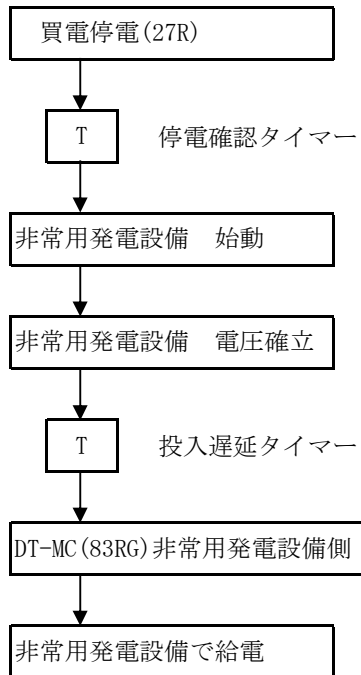 買電停電(27R)
T 停電確認タイマー
非常用発電設備 始動
非常用発電設備 電圧確立
T 投入遅延タイマー
DT-MC(83RG)非常用発電設備側
非常用発電設備で給電